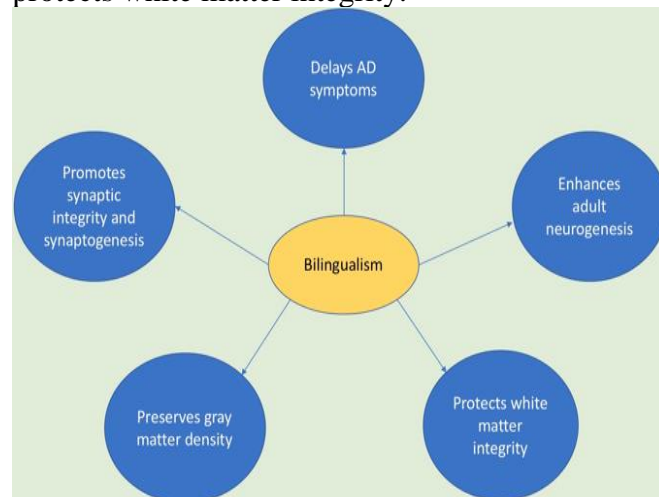 protects white matter integrity.
Delays AD
symptoms
Promotes
synaptic
integrity and
synaptogenesis
Enhances
adult
neurogenesis
Bilingualism
Preserves gray
matter density
Protects white
matter
integrity